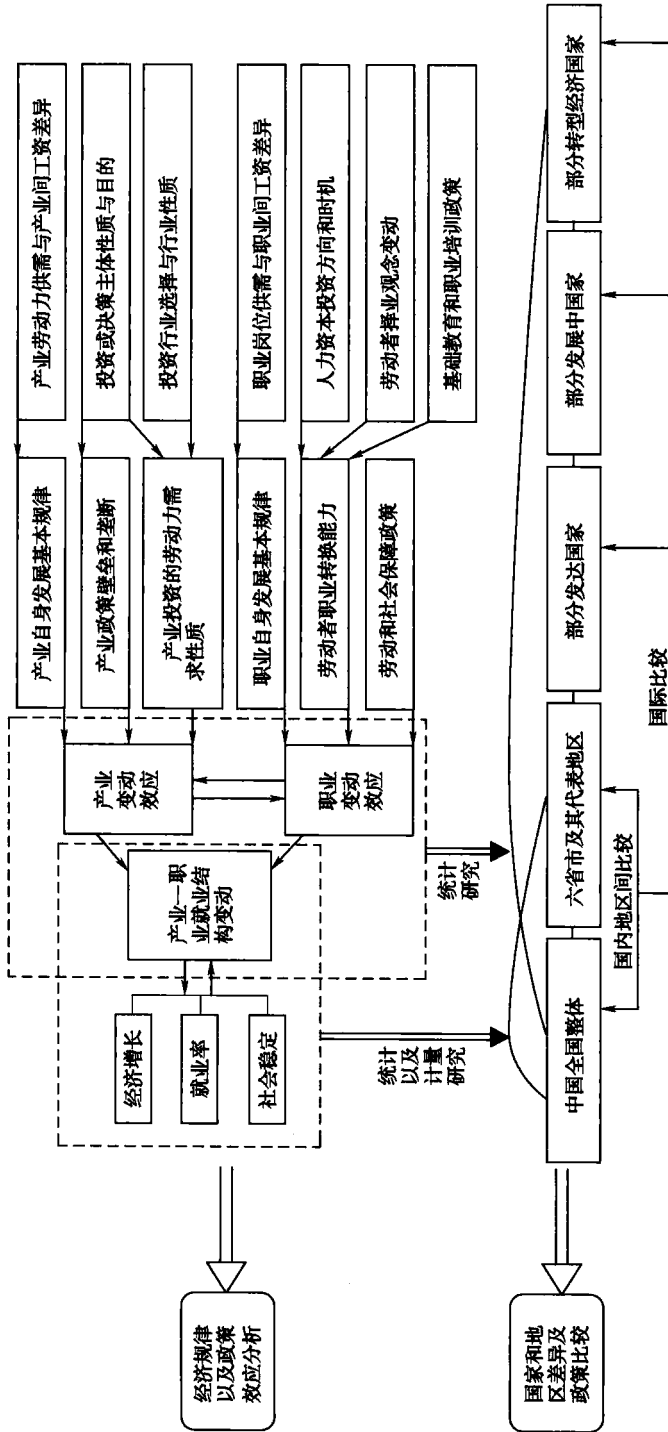 产业劳动力供需与产业间工资差异
投资或决策主体性质与目的
投资行业选择与行业性质
职业岗位供需与职业间工资差异
人力资本投资方向和时机
劳动者择业观念变动
基础教育和职业培训政策
产业自身发展基本规律
产业政策壁垒和垄断
产业投资的劳动力需
求性质
职业自身发展基本规律
劳动者职业转换能力
劳动和社会保障政策
产业
变动
效应
职业
变动
效应
产业—职
业就业结
构变动
经济增长
就业率
社会稳定
统计
研究
统计
以及
计量
研究
经济规律
以及政策
效应分析
中国全国整体
六省市及其代表地区
部分发达国家
部分发展中国家
部分转型经济国家
国内地区间比较
国际比较
国家和地
区差异及
政策比较